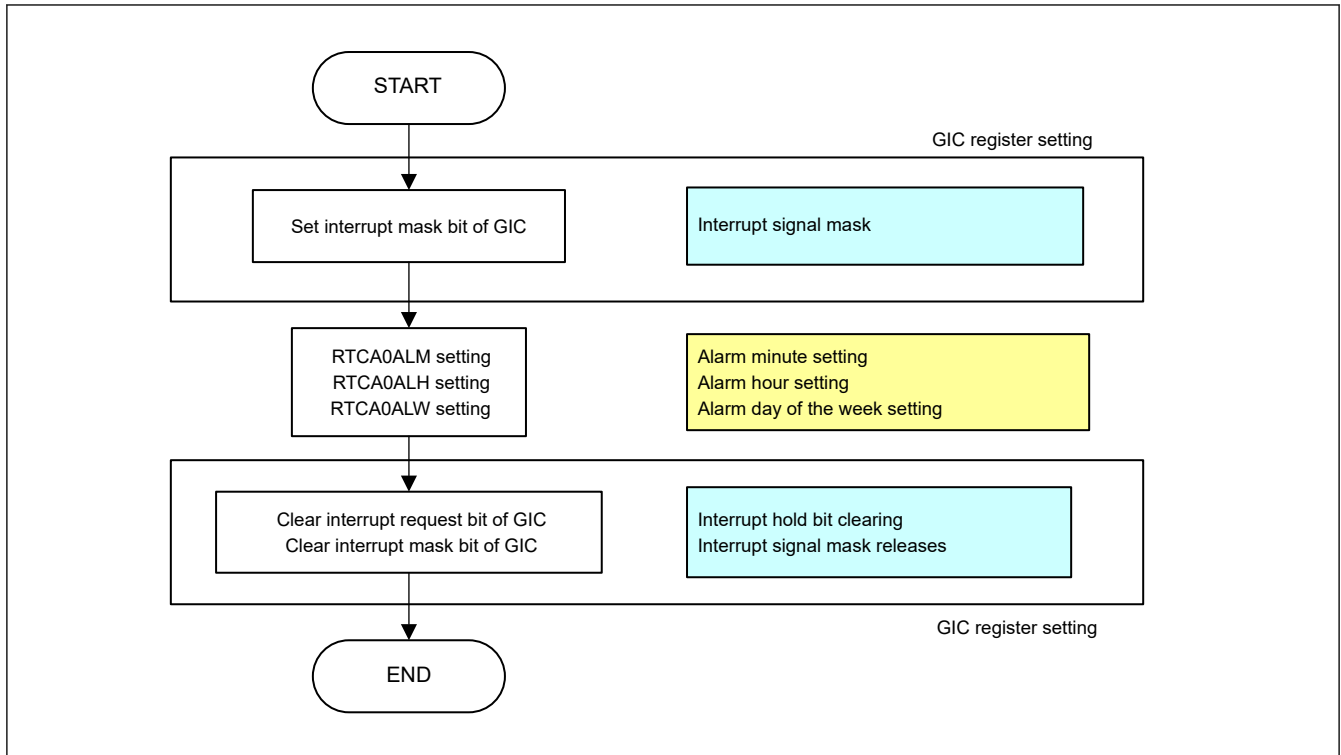 START
GIC register setting
Set interrupt mask bit of GIC
Interrupt signal mask
RTCA0ALM setting
RTCA0ALH setting
RTCA0ALW setting
Alarm minute setting
Alarm hour setting
Alarm day of the week setting
Clear interrupt request bit of GIC
Clear interrupt mask bit of GIC
Interrupt hold bit clearing
Interrupt signal mask releases
GIC register setting
END